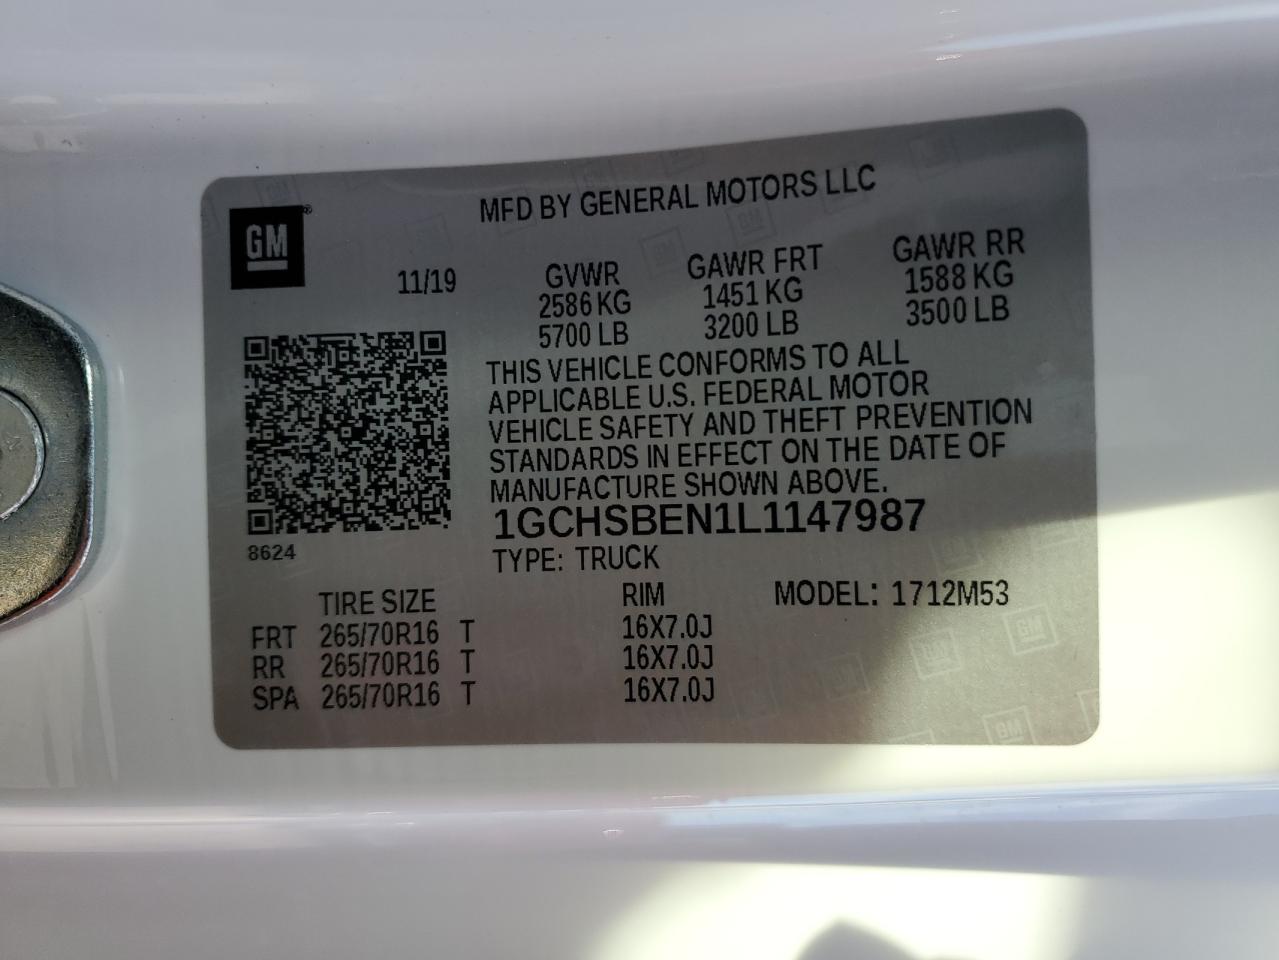 MFD BY GENERAL MOTORS LLC
GM®
11/19
GVWR GAWR FRT GAWR RR
2586 KG 1451 KG 1588 KG
5700 LB 3200 LB 3500 LB
THIS VEHICLE CONFORMS TO ALL
APPLICABLE U.S. FEDERAL MOTOR
VEHICLE SAFETY AND THEFT PREVENTION
STANDARDS IN EFFECT ON THE DATE OF
MANUFACTURE SHOWN ABOVE.
1GCHSBEN1L1147987
8624
TYPE: TRUCK
TIRE SIZE RIM MODEL: 1712M53
FRT 265/70R16 T 16X7.0J
RR 265/70R16 T 16X7.0J
SPA 265/70R16 T 16X7.0J